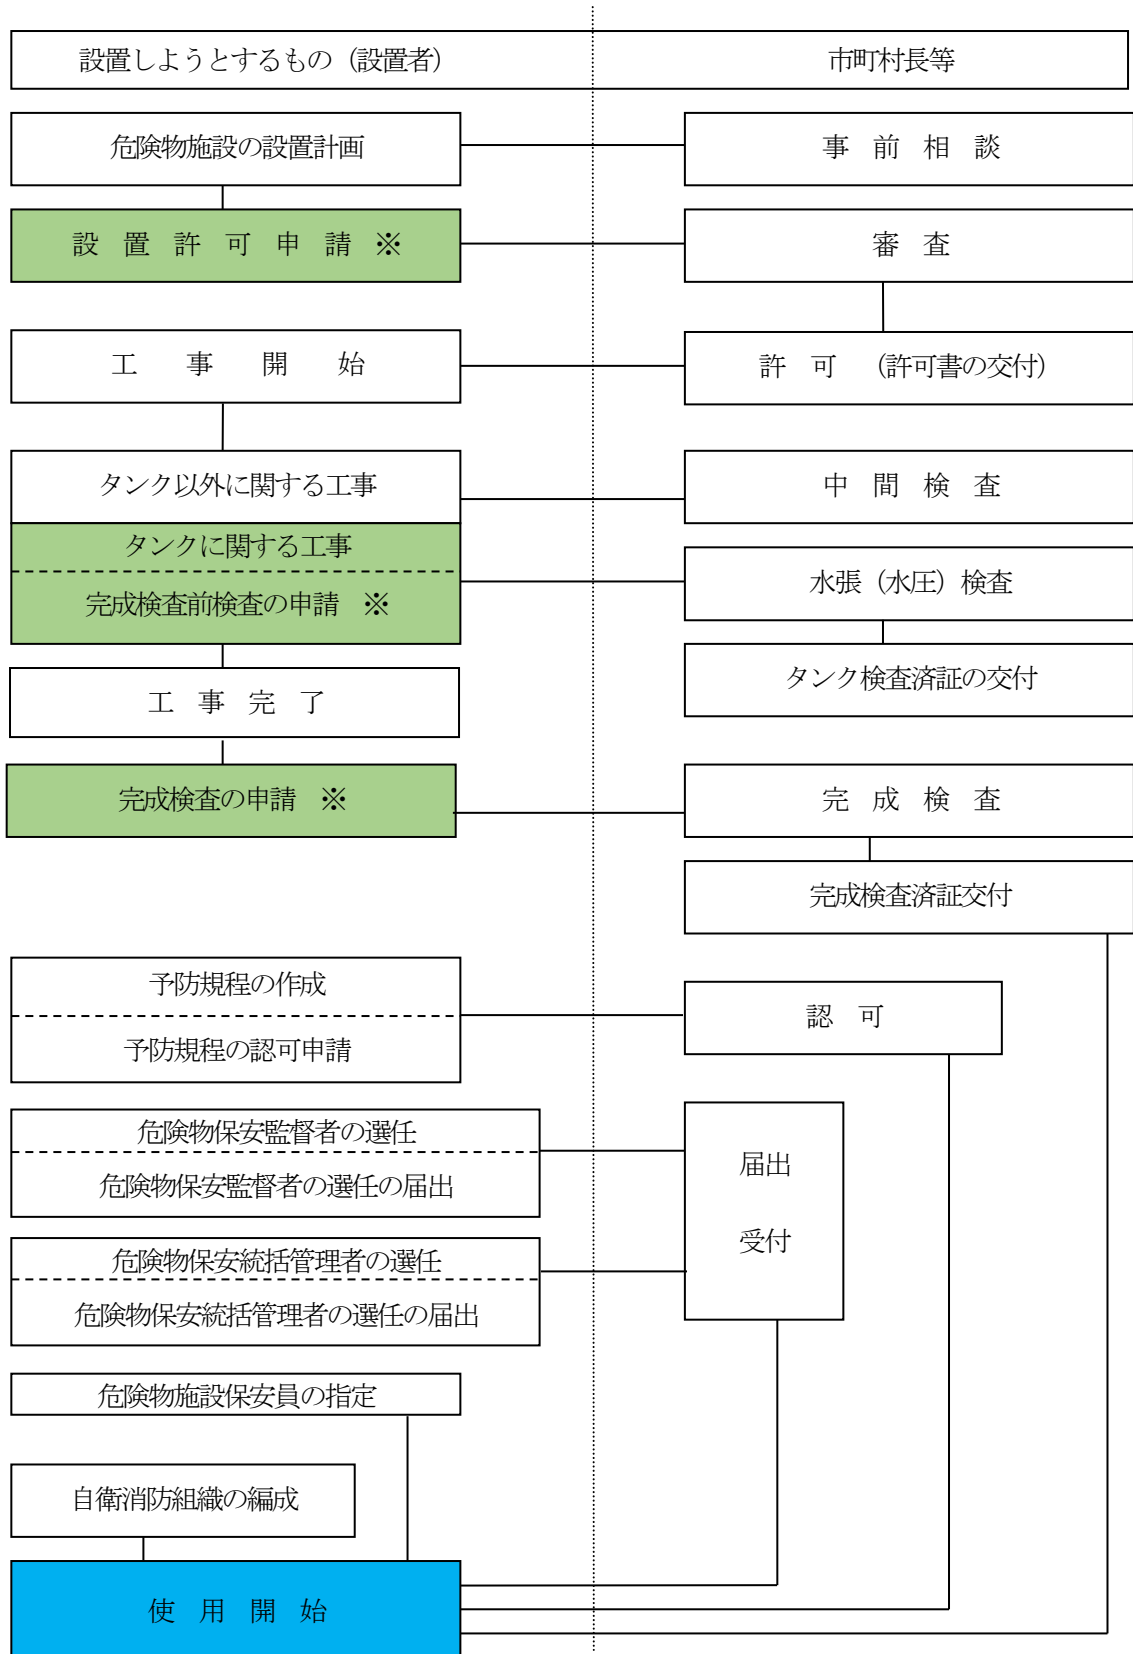 設置しようとするもの（設置者） 市町村長等
危険物施設の設置計画 事 前 相 談
設 置 許 可 申 請 ※ 審 査
工 事 開 始 許 可 （許可書の交付）
タンク以外に関する工事 中 間 検 査
タンクに関する工事
完成検査前検査の申請 ※ 水張（水圧）検査
タンク検査済証の交付
工 事 完 了
完成検査の申請 ※ 完 成 検 査
完成検査済証交付
予防規程の作成
予防規程の認可申請 認 可
危険物保安監督者の選任
危険物保安監督者の選任の届出
届出
受付
危険物保安統括管理者の選任
危険物保安統括管理者の選任の届出
危険物施設保安員の指定
自衛消防組織の編成
使 用 開 始